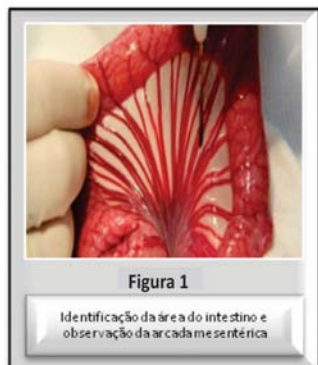 Figura 1
Identificação da área do intestino e
observação da arcada mesentérica